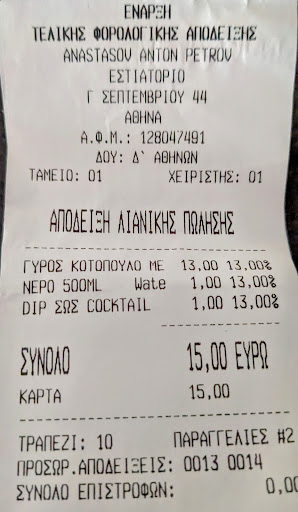 ΕΝΑΡΞΗ
ΤΕΛΙΚΗΣ ΦΟΡΟΛΟΓΙΚΗΣ ΑΠΟΔΕΙΞΗΣ
ANASTASOV ANTON PETROV
ΕΣΤΙΑΤΟΡΙΟ
Γ ΣΕΠΤΕΜΒΡΙΟΥ 44
ΑΘΗΝΑ
Α.Φ.Μ.: 128047491
ΔΟΥ: Δ` ΑΘΗΝΩΝ
ΤΑΜΕΙΟ: 01 ΧΕΙΡΙΣΤΗΣ: 01
ΑΠΟΔΕΙΞΗ ΛΙΑΝΙΚΗΣ ΠΩΛΗΣΗΣ
ΓΥΡΟΣ ΚΟΤΟΠΟΥΛΟ ΜΕ 13,00 13,00%
ΝΕΡΟ 500ML Wate 1,00 13,00%
DIP ΣΩΣ COCKTAIL 1,00 13,00%
ΣΥΝΟΛΟ 15,00 ΕΥΡΩ
ΚΑΡΤΑ 15,00
ΤΡΑΠΕΖΙ: 10 ΠΑΡΑΓΓΕΛΙΕΣ #2
ΠΡΟΣΩΡ.ΑΠΟΔΕΙΞΕΙΣ: 0013 0014
ΣΥΝΟΛΟ ΕΠΙΣΤΡΟΦΩΝ: 0,00